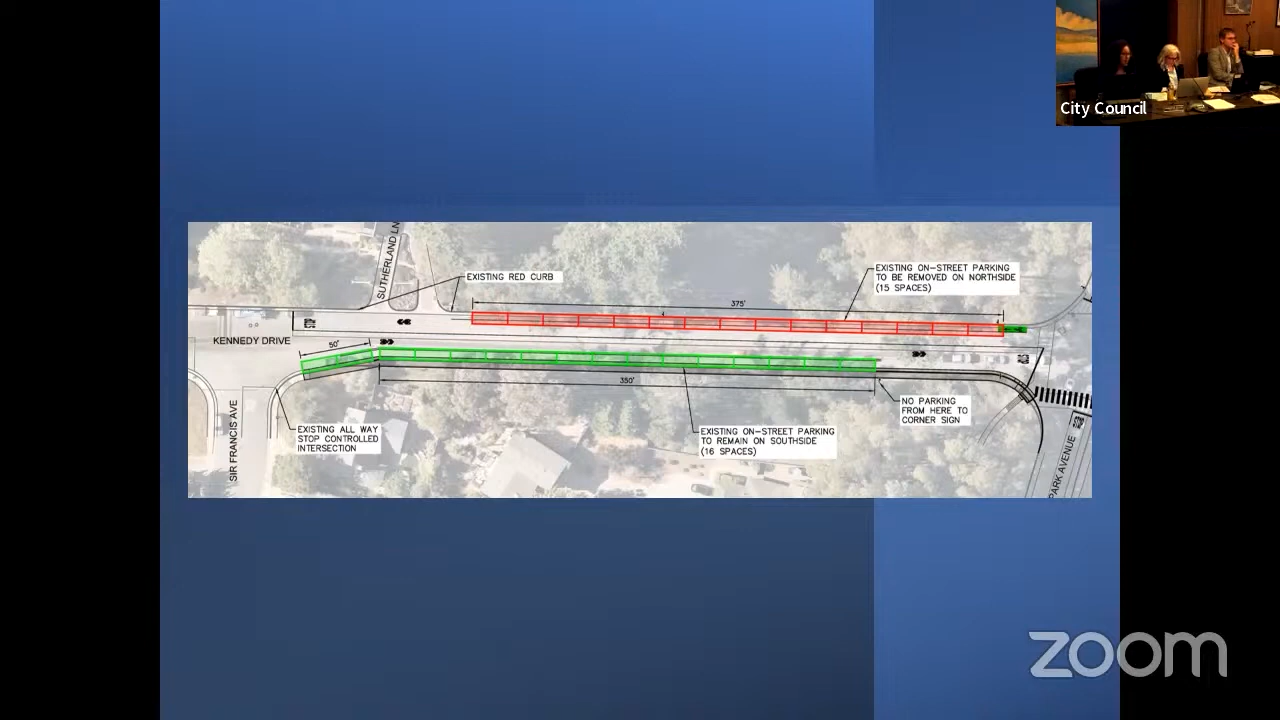 City Council
SUTHERLAND LN
EXISTING RED CURB
EXISTING ON-STREET PARKING
TO BE REMOVED ON NORTHSIDE
(15 SPACES)
375'
KENNEDY DRIVE
50'
350'
EXISTING ALL WAY
STOP CONTROLLED
INTERSECTION
SIR FRANCIS AVE
EXISTING ON-STREET PARKING
TO REMAIN ON SOUTHSIDE
(16 SPACES)
NO PARKING
FROM HERE TO
CORNER SIGN
PARK AVENUE
zoom